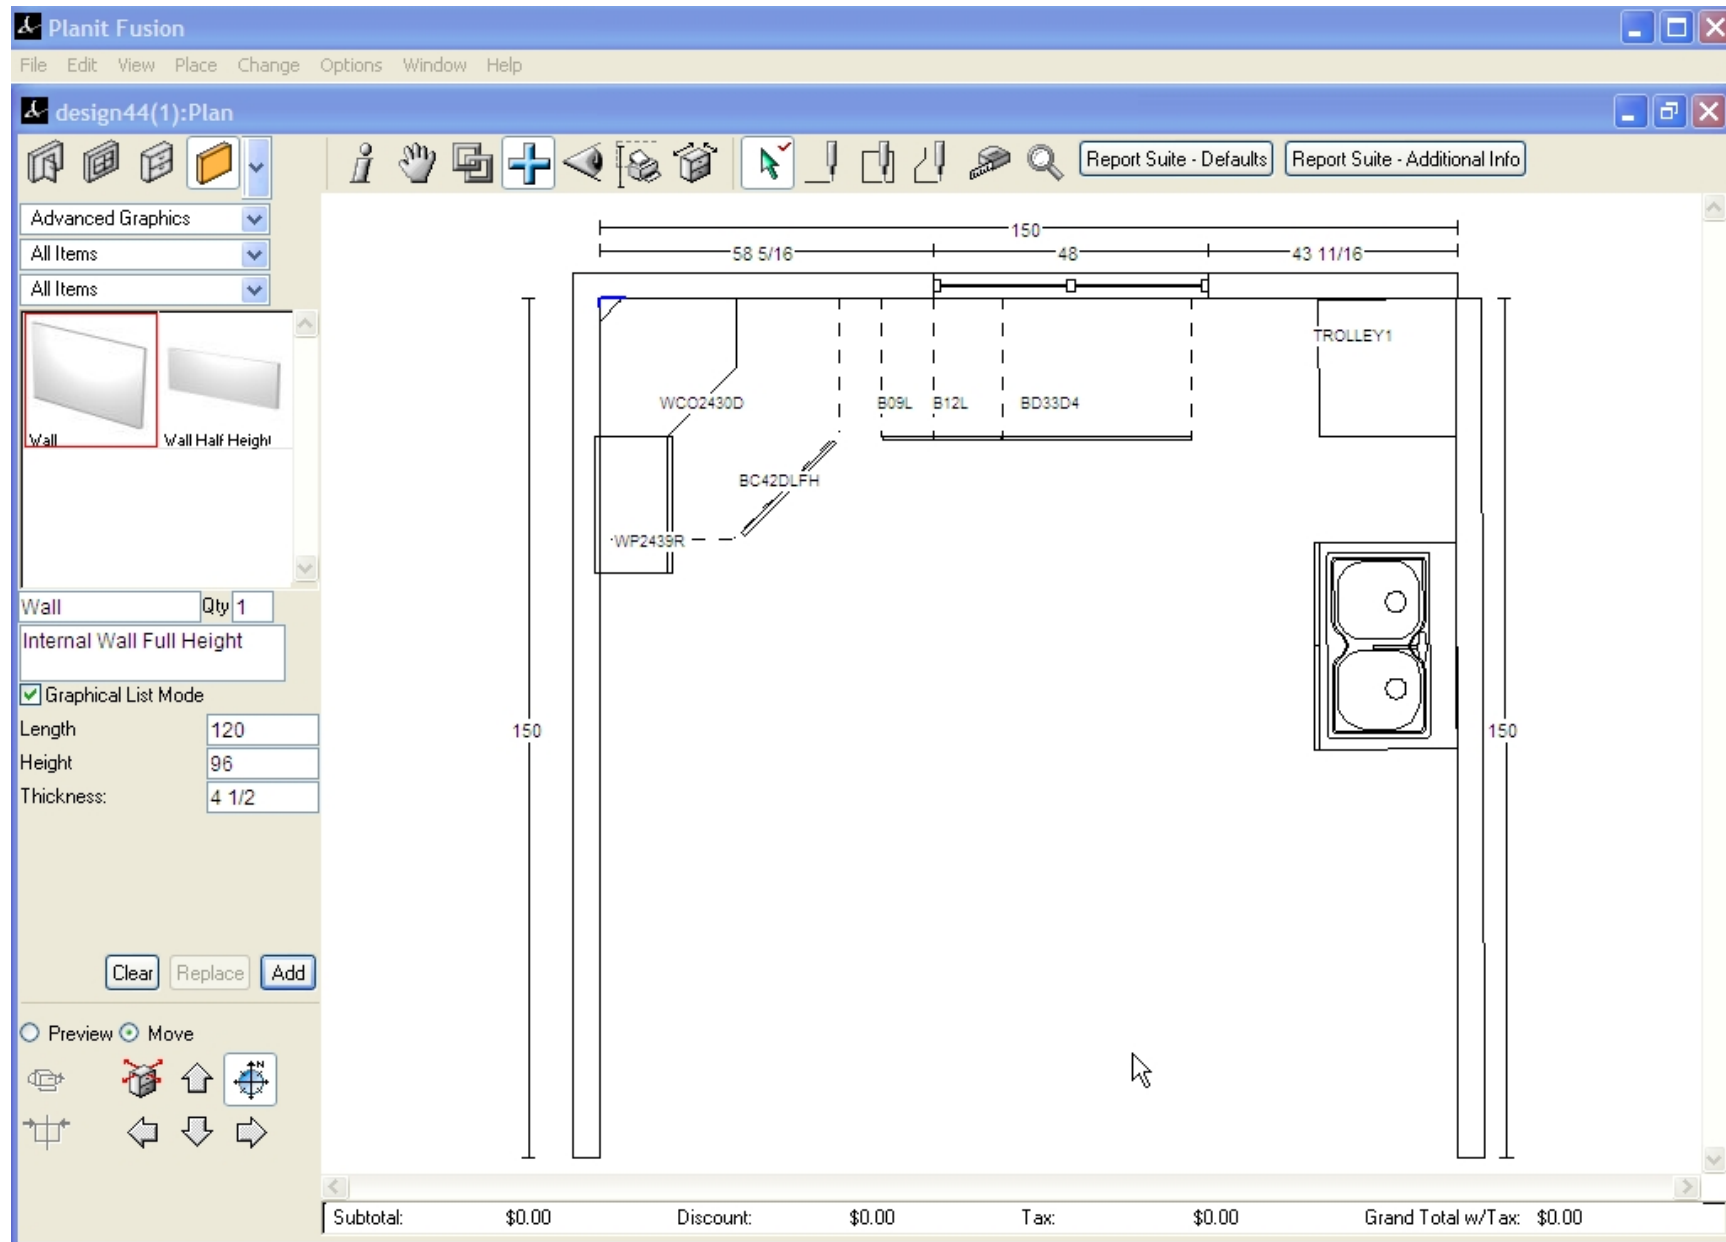 Planit Fusion
File Edit View Place Change Options Window Help
design44(1):Plan
Report Suite - Defaults Report Suite - Additional Info
Advanced Graphics
All Items
All Items
Wall Wall Half Height
Wall Qty 1
Internal Wall Full Height
Graphical List Mode
Length 120
Height 96
Thickness: 4 1/2
Clear Replace Add
Preview Move
N
150
58 5/16 48 43 11/16
TROLLEY1
WCO2430D B09L B12L BD33D4
BC42DLFH
WP2439R
150 150
Subtotal: $0.00 Discount: $0.00 Tax: $0.00 Grand Total w/Tax: $0.00